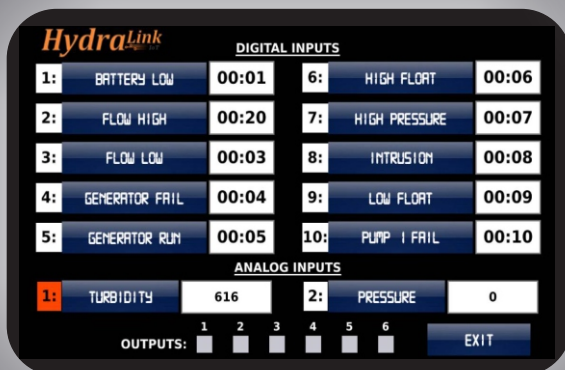 HydraLink IoT
DIGITAL INPUTS
1: BATTERY LOW 00:01 6: HIGH FLOAT 00:06
2: FLOW HIGH 00:20 7: HIGH PRESSURE 00:07
3: FLOW LOW 00:03 8: INTRUSION 00:08
4: GENERATOR FAIL 00:04 9: LOW FLOAT 00:09
5: GENERATOR RUN 00:05 10: PUMP 1 FAIL 00:10
ANALOG INPUTS
1: TURBIDITY 616 2: PRESSURE 0
1 2 3 4 5 6
OUTPUTS: EXIT